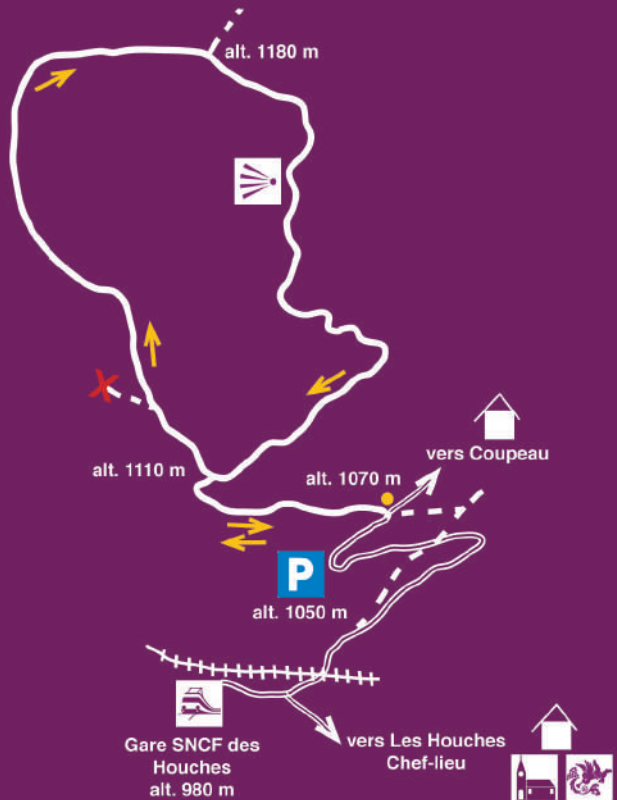 alt. 1180 m
vers Coupeau
alt. 1110 m
alt. 1070 m
P
alt. 1050 m
Gare SNCF des
Houches
alt. 980 m
vers Les Houches
Chef-lieu